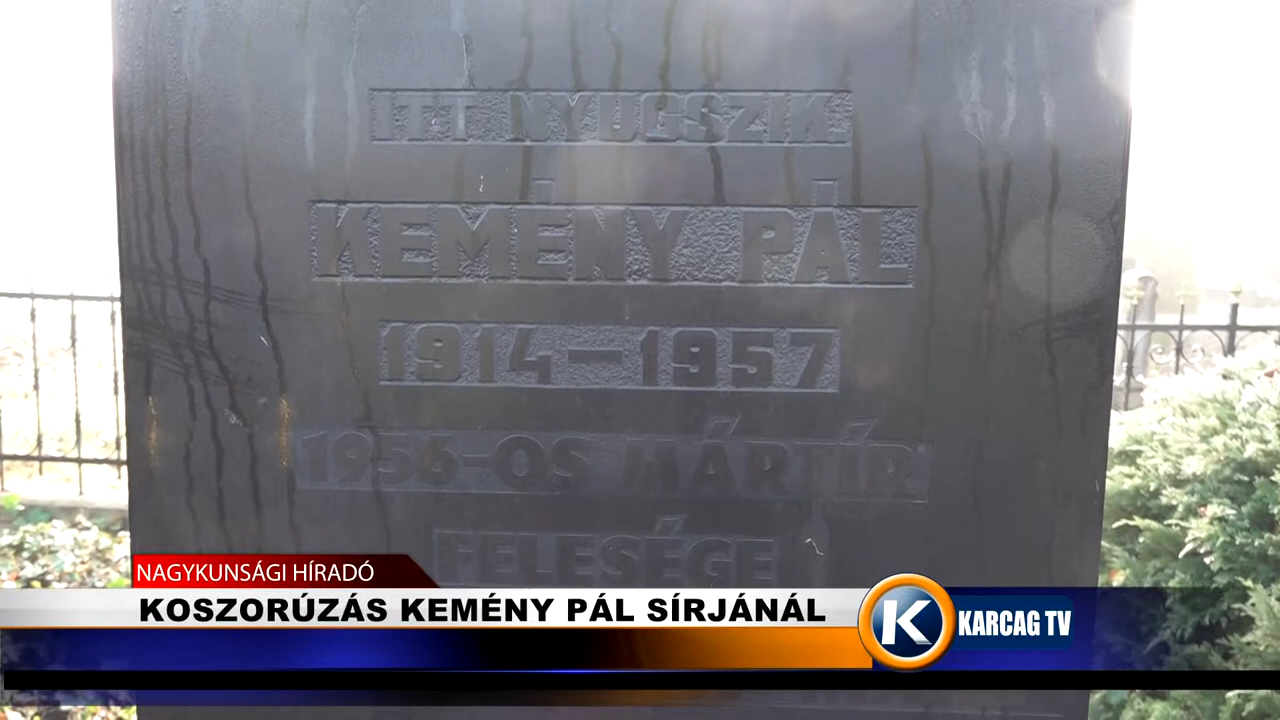 ITT NYUGSZIK
KEMÉNY PÁL
1914–1957
1956-OS MÁRTÍR
FELESÉGE
NAGYKUNSÁGI HÍRADÓ
KOSZORÚZÁS KEMÉNY PÁL SÍRJÁNÁL
K KARCAG TV